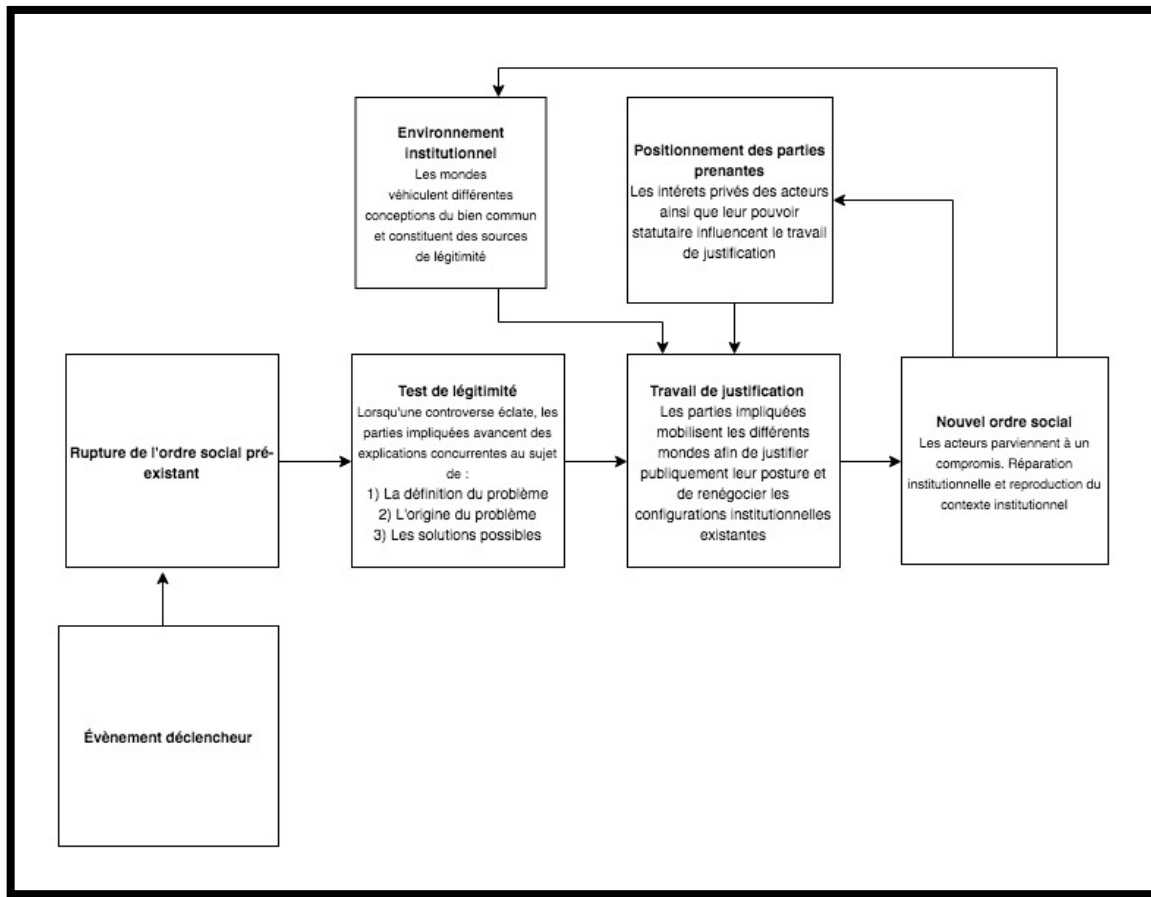 Environnement
institutionnel
Les mondes
véhiculent différentes
conceptions du bien commun
et constituent des sources
de légitimité
Positionnement des parties
prenantes
Les intérets privés des acteurs
ainsi que leur pouvoir
statutaire influencent le travail
de justification
Rupture de l'ordre social pré-
existant
Test de légitimité
Lorsqu'une controverse éclate, les
parties impliquées avancent des
explications concurrentes au sujet
de :
1) La définition du problème
2) L'origine du problème
3) Les solutions possibles
Travail de justification
Les parties impliquées
mobilisent les différents
mondes afin de justifier
publiquement leur posture et
de renégocier les
configurations institutionnelles
existantes
Nouvel ordre social
Les acteurs parviennent à un
compromis. Réparation
institutionnelle et reproduction du
contexte institutionnel
Évènement déclencheur